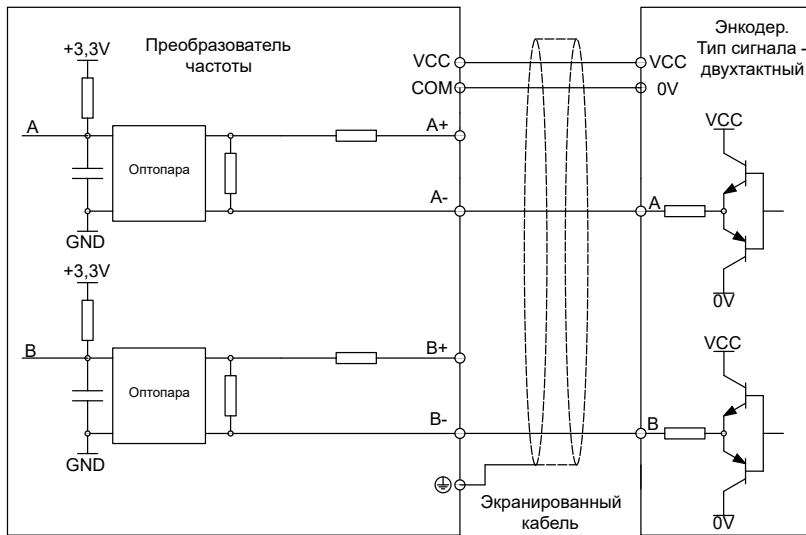 Преобразователь
частоты
+3,3V
A
Оптопара
GND
+3,3V
B
Оптопара
GND
VCC
COM
A+
A-
B+
B-
Экранированный
кабель
Энкодер.
Тип сигнала -
двухтактный
VCC
0V
VCC
A
0V
VCC
B
0V